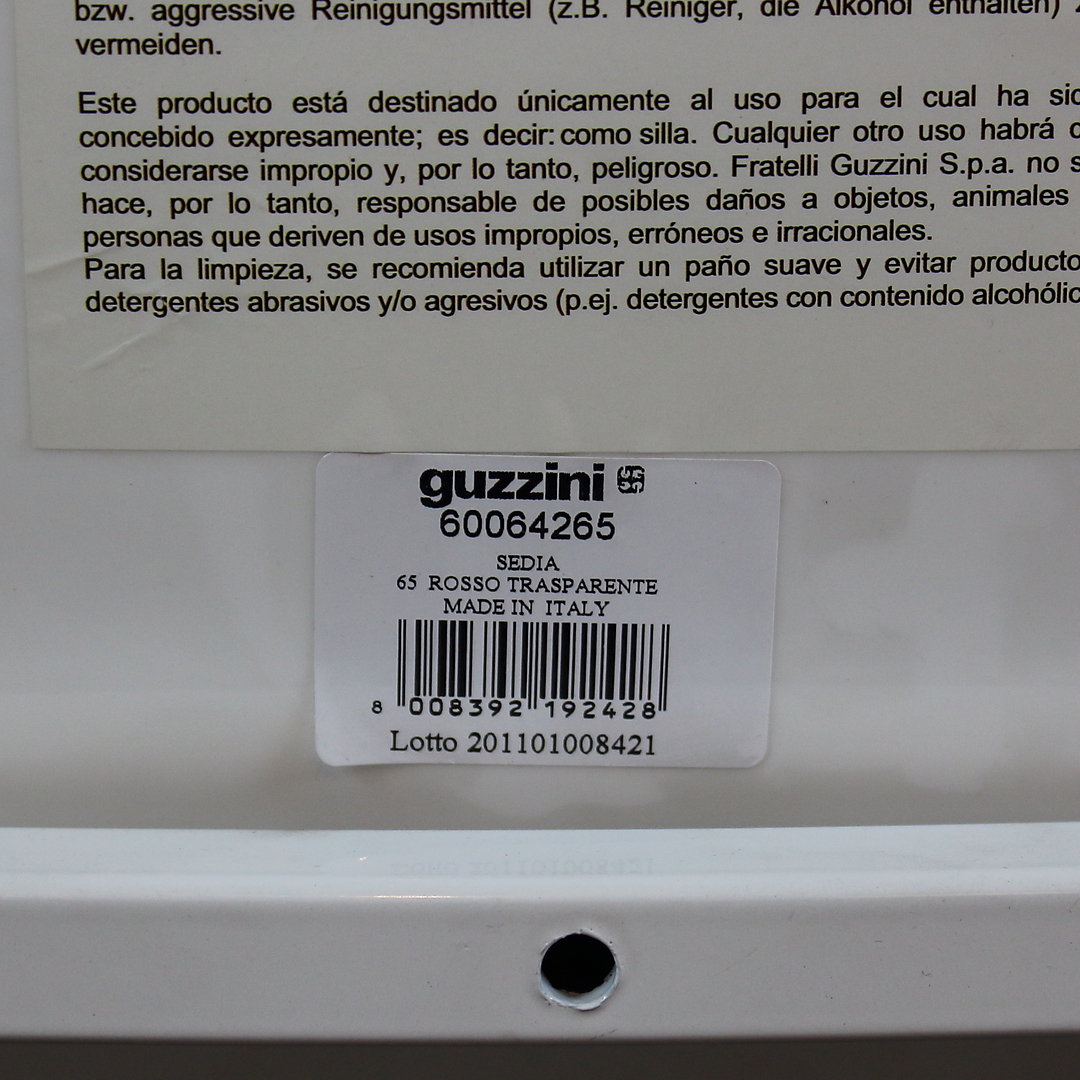 bzw. aggressive Reinigungsmittel (z.B. Reiniger, die Alkohol enthalten)
vermeiden.
Este producto está destinado únicamente al uso para el cual ha
concebido expresamente; es decir: como silla. Cualquier otro uso habrá
considerarse impropio y, por lo tanto, peligroso. Fratelli Guzzini S.p.a. no
hace, por lo tanto, responsable de posibles daños a objetos, animales
personas que deriven de usos impropios, erróneos e irracionales.
Para la limpieza, se recomienda utilizar un paño suave y evitar
detergentes abrasivos y/o agresivos (p.ej. detergentes con contenido
guzzini
60064265
SEDIA
65 ROSSO TRASPARENTE
MADE IN ITALY
8 008392 192428
Lotto 201101008421